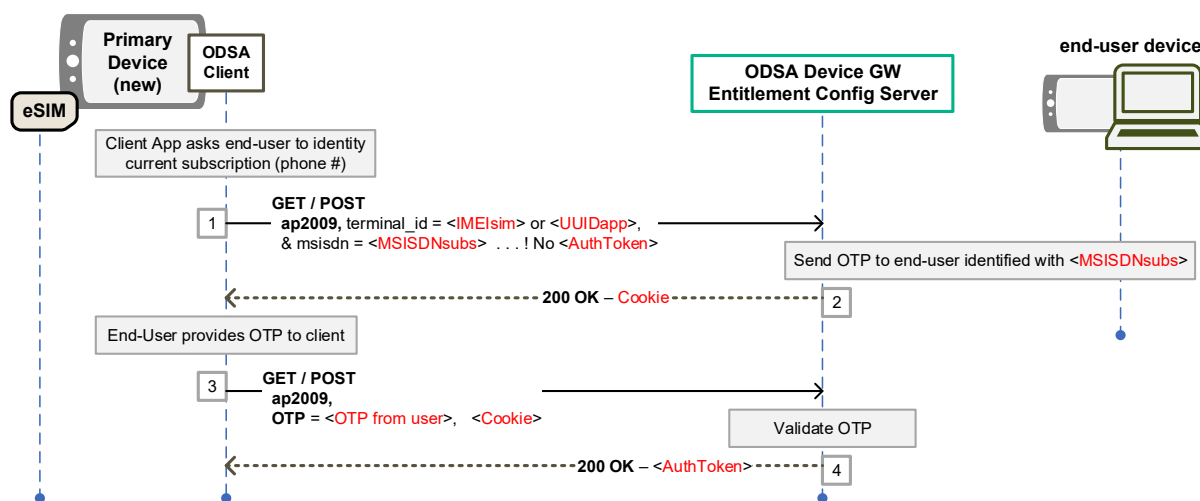 Primary
Device
(new)
ODSA
Client
eSIM
ODSA Device GW
Entitlement Config Server
end-user device
Client App asks end-user to identity
current subscription (phone #)
1
GET / POST
ap2009, terminal_id = <IMEIsim> or <UUIDapp>,
& msisdn = <MSISDNsubs> . . . ! No <AuthToken>
Send OTP to end-user identified with <MSISDNsubs>
200 OK – Cookie
2
End-User provides OTP to client
3
GET / POST
ap2009,
OTP = <OTP from user>, <Cookie>
Validate OTP
200 OK – <AuthToken>
4